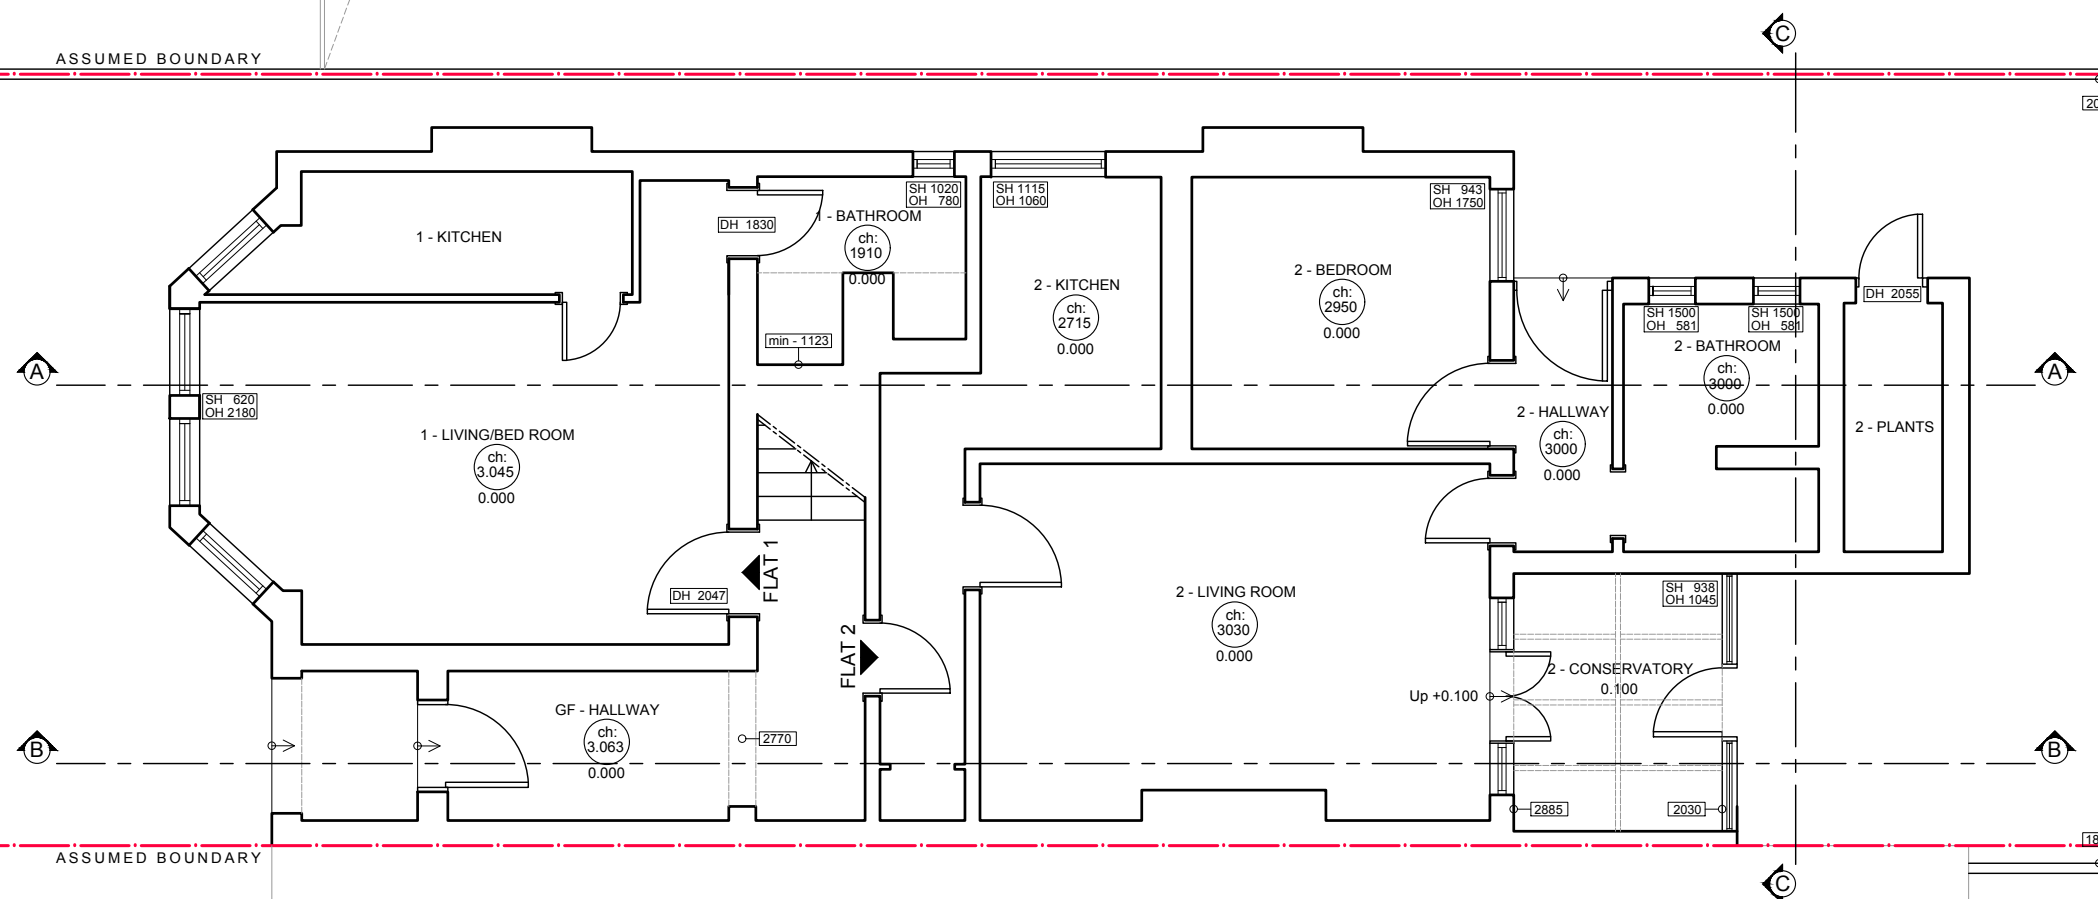 C
ASSUMED BOUNDARY
20
SH 1020
OH 780
SH 1115
OH 1060
SH 943
OH 1750
DH 1830
1 - BATHROOM
ch:
1910
0.000
1 - KITCHEN
2 - KITCHEN
ch:
2715
0.000
2 - BEDROOM
ch:
2950
0.000
DH 2055
SH 1500
OH 581
SH 1500
OH 581
min - 1123
2 - BATHROOM
ch:
3000
0.000
A
A
SH 620
OH 2180
2 - HALLWAY
ch:
3000
0.000
2 - PLANTS
1 - LIVING/BED ROOM
ch:
3.045
0.000
FLAT 1
DH 2047
2 - LIVING ROOM
ch:
3030
0.000
SH 938
OH 1045
FLAT 2
2 - CONSERVATORY
0.100
Up +0.100
GF - HALLWAY
ch:
3.063
0.000
2770
B
B
2885
2030
18
ASSUMED BOUNDARY
C